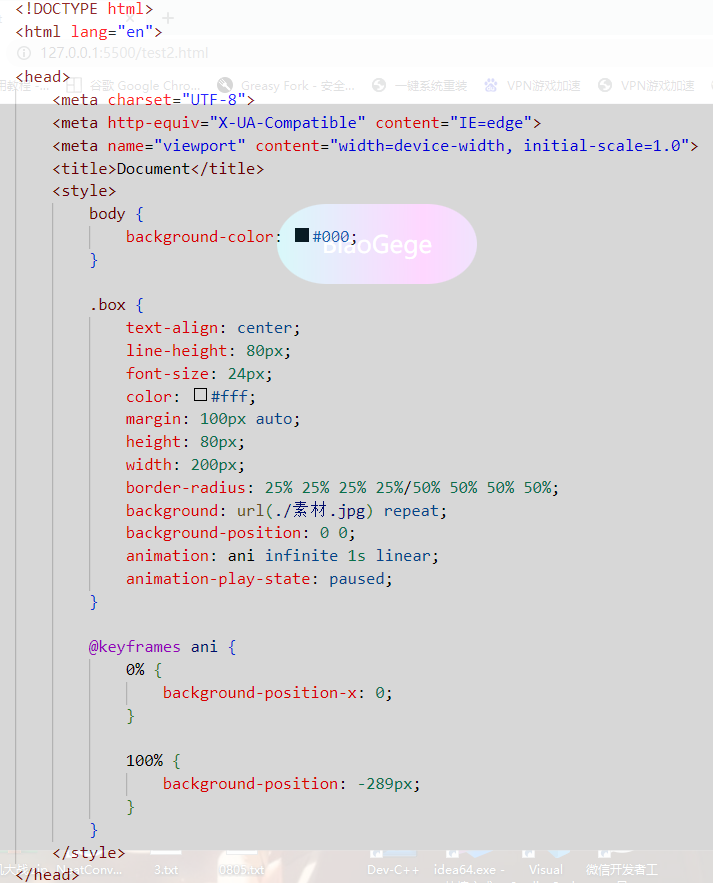 <!DOCTYPE html>
<html lang="en">
127.0.0.1:5500/test2.html
<head>
谷歌 Google Chro... Greasy Fork - 安全... 一键系统重装 VPN游戏加速 VPN游戏加速
<meta charset="UTF-8">
<meta http-equiv="X-UA-Compatible" content="IE=edge">
<meta name="viewport" content="width=device-width, initial-scale=1.0">
<title>Document</title>
<style>
body {
background-color: #000;
BiaoGege
}
.box {
text-align: center;
line-height: 80px;
font-size: 24px;
color: #fff;
margin: 100px auto;
height: 80px;
width: 200px;
border-radius: 25% 25% 25% 25%/50% 50% 50% 50%;
background: url(./素材.jpg) repeat;
background-position: 0 0;
animation: ani infinite 1s linear;
animation-play-state: paused;
}
@keyframes ani {
0% {
background-position-x: 0;
}
100% {
background-position: -289px;
}
}
</style>
3.txt 0805.txt Dev-C++ idea64.exe - Visual 微信开发者工
</head>